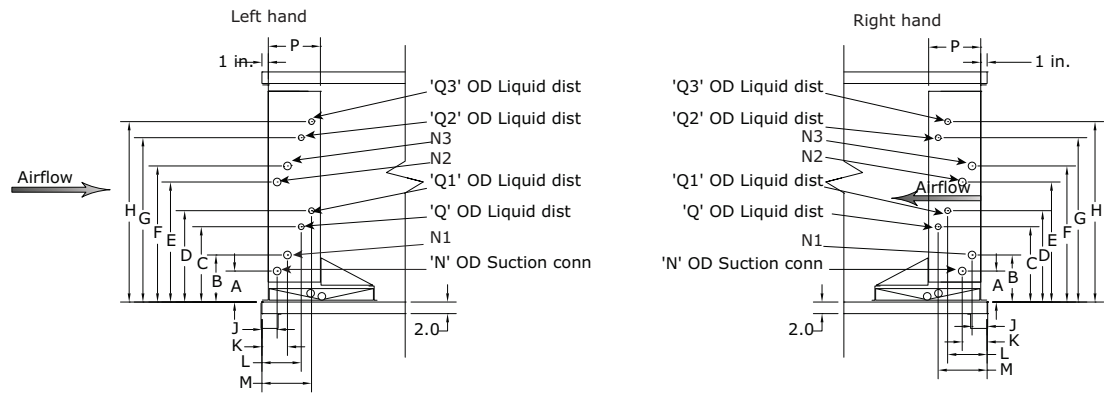 Left hand
P
1 in.
'Q3' OD Liquid dist
'Q2' OD Liquid dist
N3
N2
Airflow
'Q1' OD Liquid dist
'Q' OD Liquid dist
N1
'N' OD Suction conn
H
G
F
E
D
C
B
A
J
K
L
M
2.0
Right hand
P
1 in.
'Q3' OD Liquid dist
'Q2' OD Liquid dist
N3
N2
'Q1' OD Liquid dist
Airflow
'Q' OD Liquid dist
N1
'N' OD Suction conn
H
G
F
E
D
C
B
A
2.0
J
K
L
M